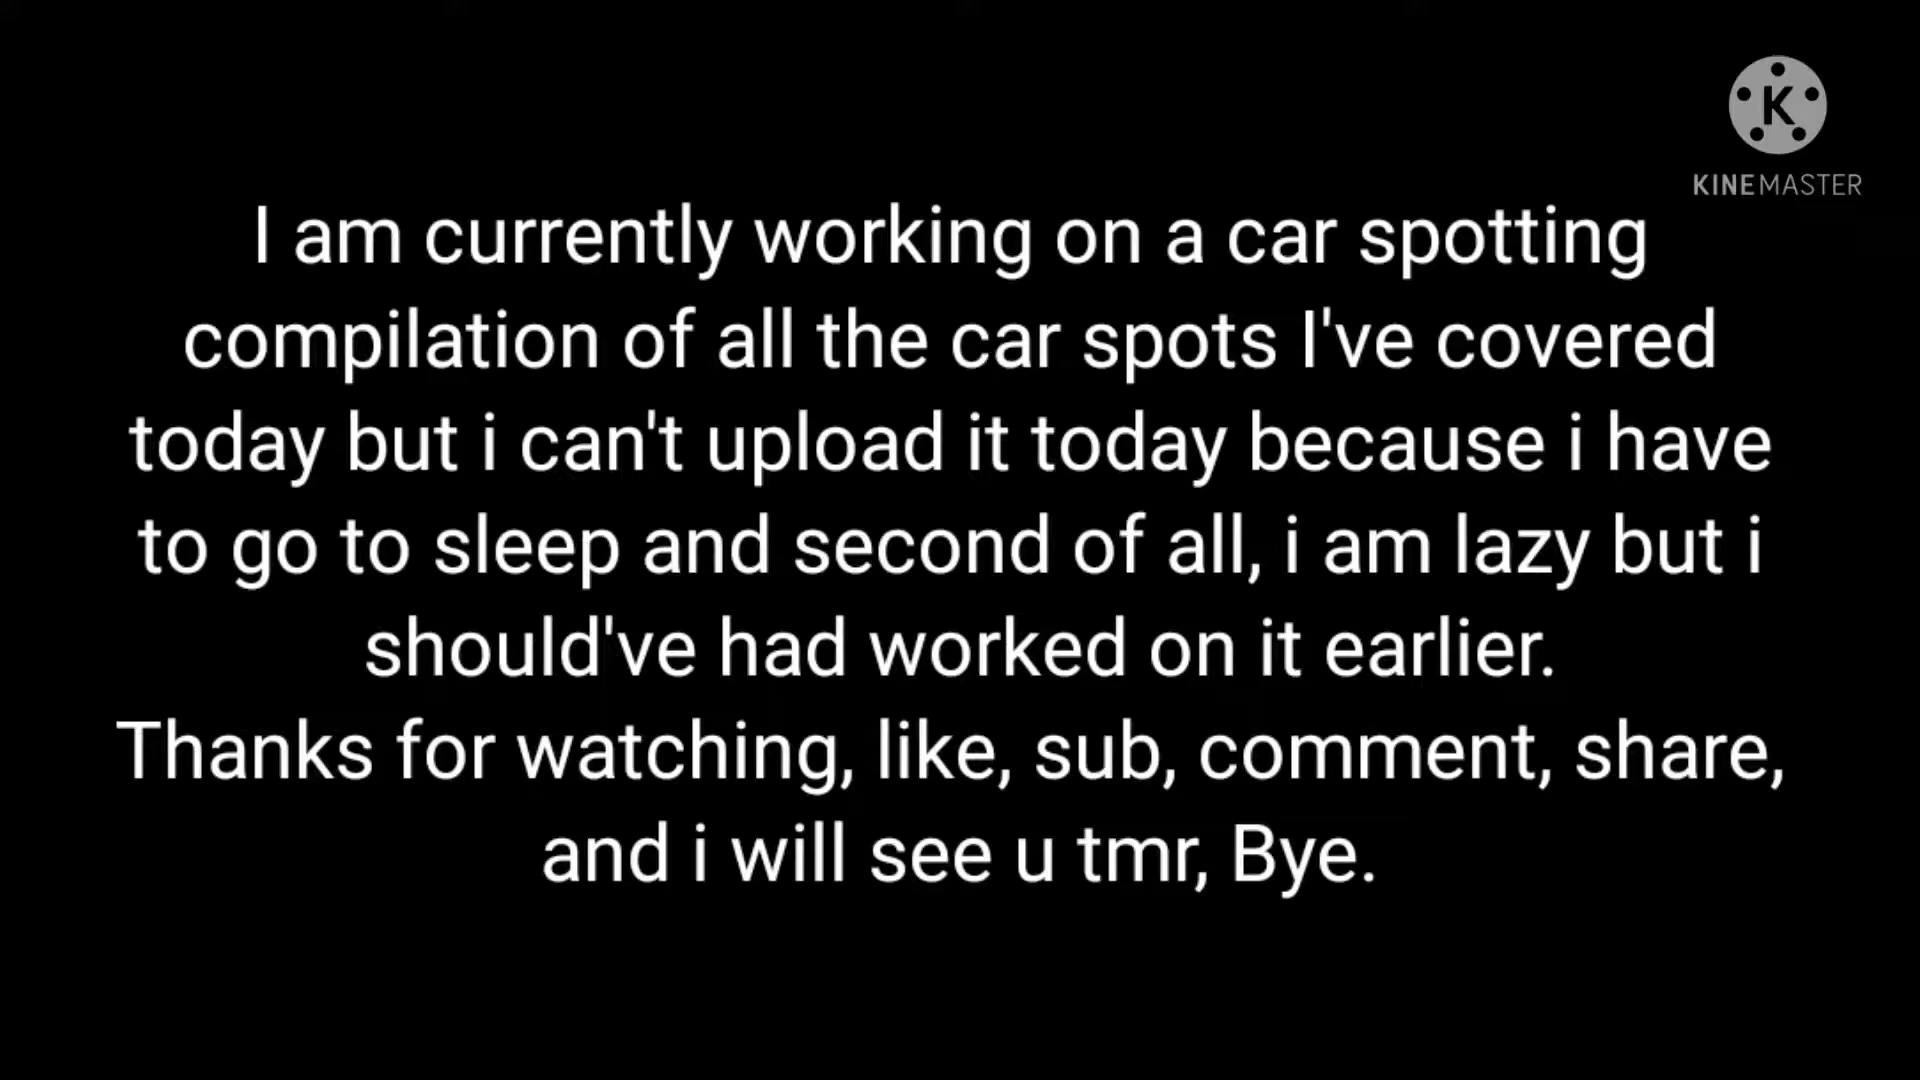 K
KINEMASTER
I am currently working on a car spotting
compilation of all the car spots I've covered
today but i can't upload it today because i have
to go to sleep and second of all, i am lazy but i
should've had worked on it earlier.
Thanks for watching, like, sub, comment, share,
and i will see u tmr, Bye.